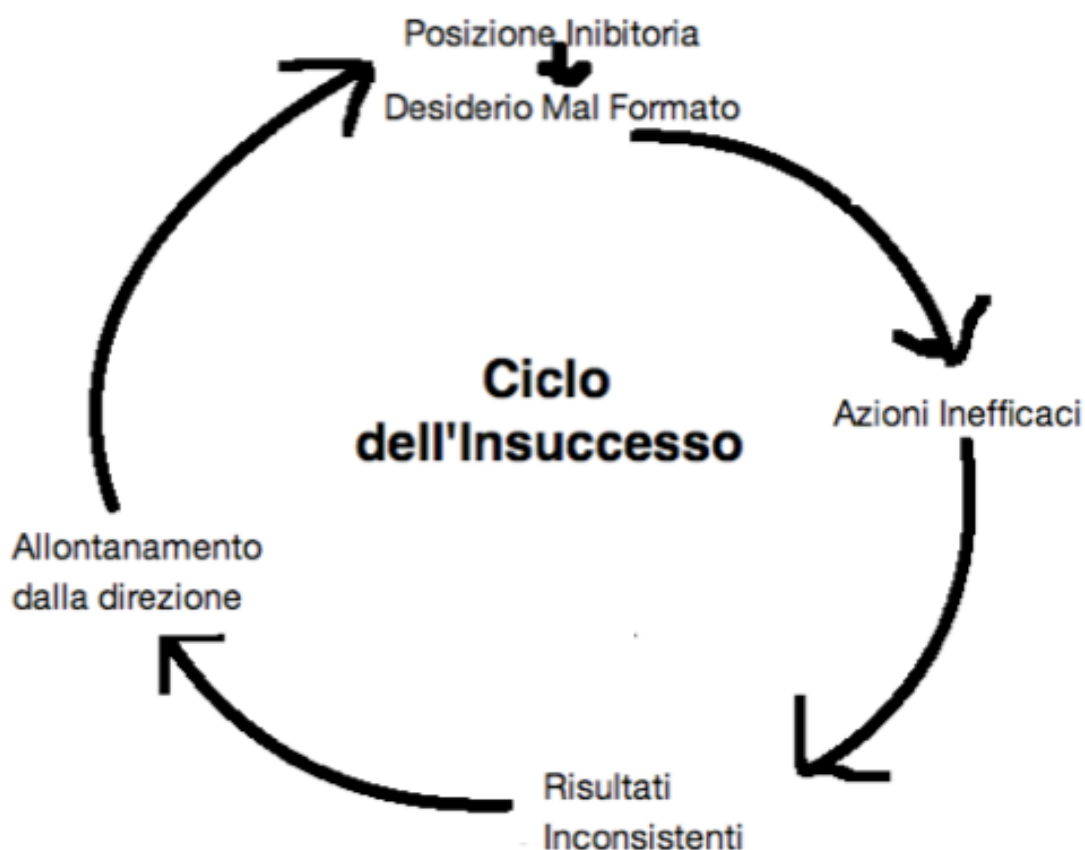 Posizione Inibitoria
Desiderio Mal Formato
Ciclo
dell'Insuccesso
Azioni Inefficaci
Allontanamento
dalla direzione
Risultati
Inconsistenti